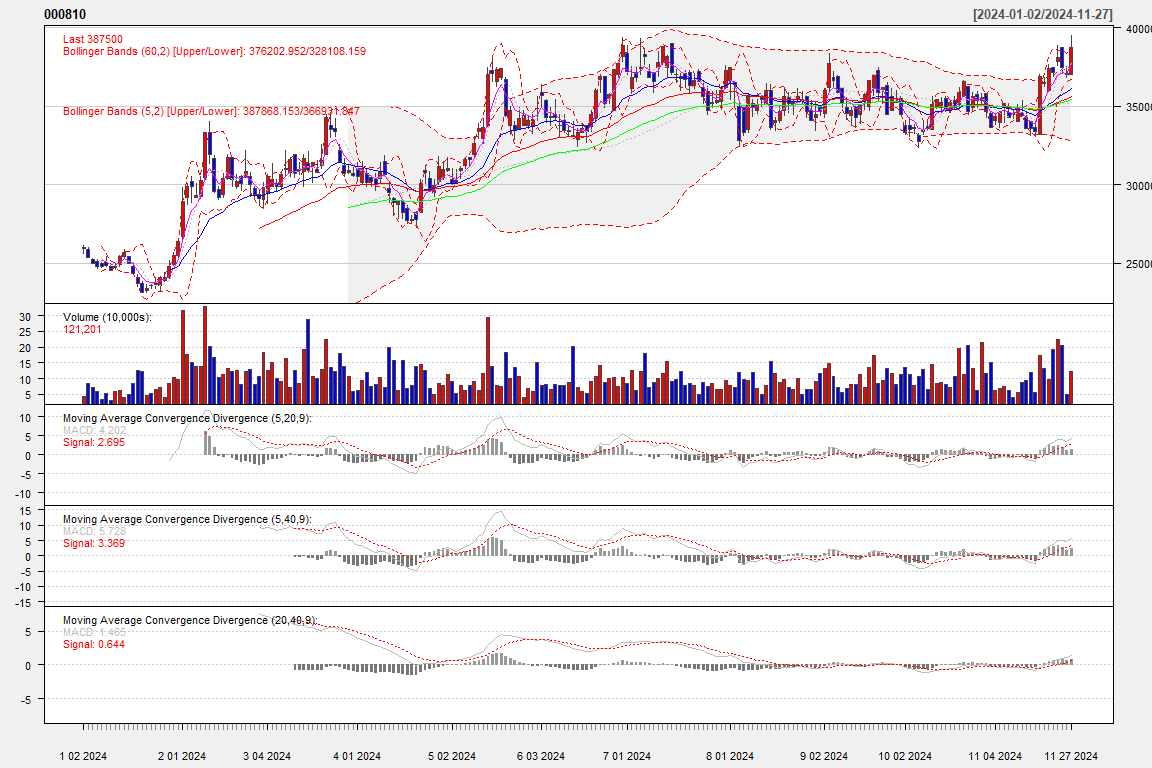 000810 [2024-01-02/2024-11-27]
Last 387500
Bollinger Bands (60,2) [Upper/Lower]: 376202.952/328108.159
Bollinger Bands (5,2) [Upper/Lower]: 387868.153/366931.847
40000
35000
30000
25000
Volume (10,000s):
121,201
30
25
20
15
10
5
Moving Average Convergence Divergence (5,20,9):
MACD: 4.202
Signal: 2.695
10
5
0
-5
-10
Moving Average Convergence Divergence (5,40,9):
MACD: 5.728
Signal: 3.369
15
10
5
0
-5
-10
-15
Moving Average Convergence Divergence (20,40,9):
MACD: 1.465
Signal: 0.644
5
0
-5
1 02 2024 2 01 2024 3 04 2024 4 01 2024 5 02 2024 6 03 2024 7 01 2024 8 01 2024 9 02 2024 10 02 2024 11 04 2024 11 27 2024